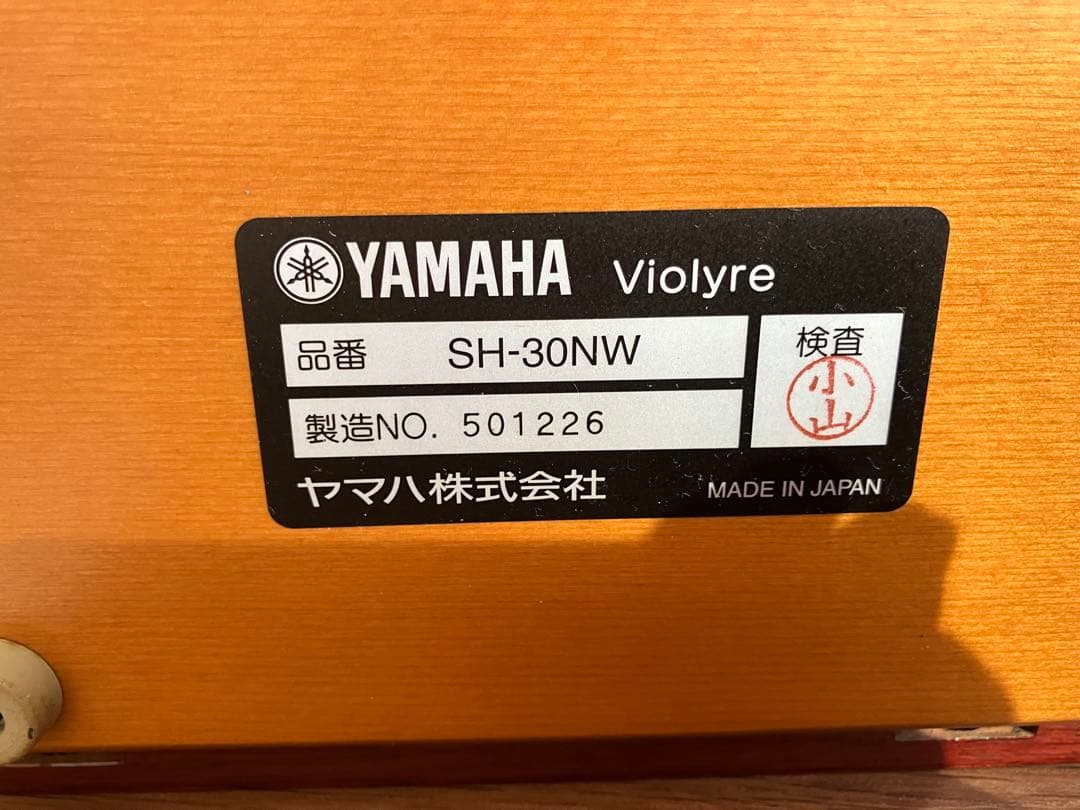 YAMAHA Violyre
品番 SH-30NW
製造NO. 501226
検査
小山
ヤマハ株式会社
MADE IN JAPAN